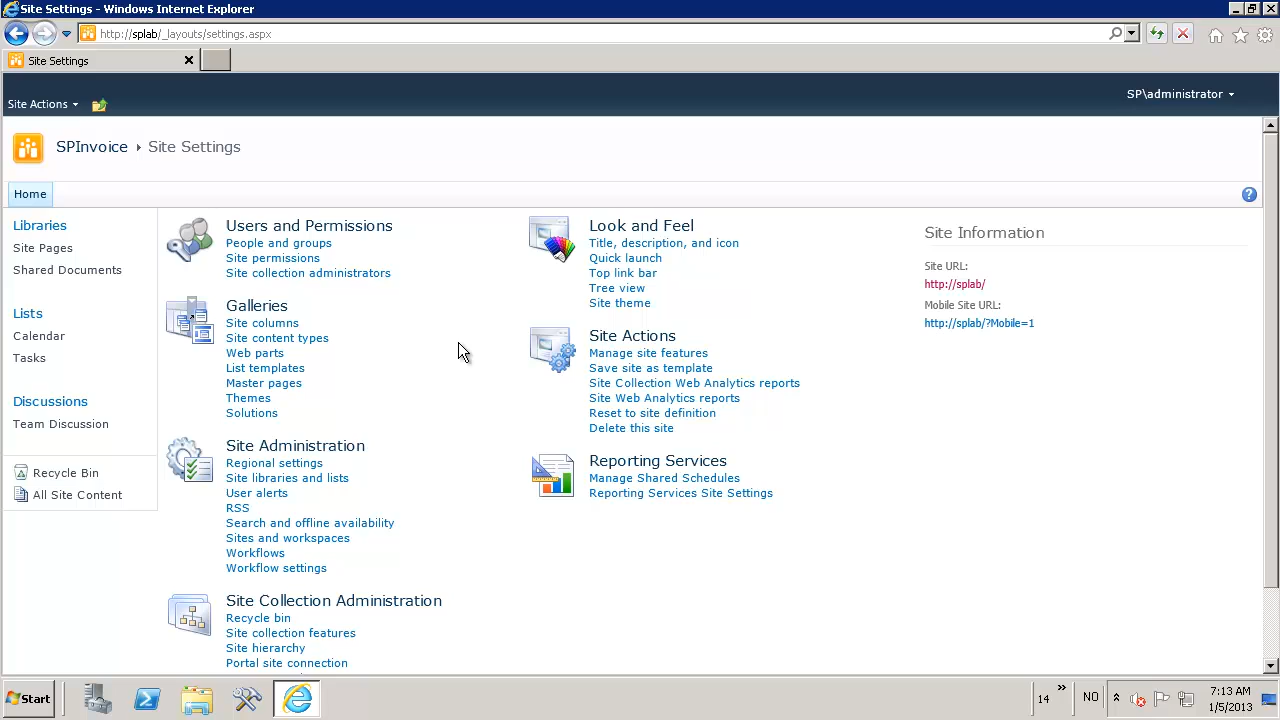 Site Settings - Windows Internet Explorer
http://splab/_layouts/settings.aspx
Site Settings
Site Actions
SP\administrator
SPInvoice
Site Settings
Home
Libraries
Site Pages
Shared Documents
Lists
Calendar
Tasks
Discussions
Team Discussion
Recycle Bin
All Site Content
Users and Permissions
People and groups
Site permissions
Site collection administrators
Galleries
Site columns
Site content types
Web parts
List templates
Master pages
Themes
Solutions
Site Administration
Regional settings
Site libraries and lists
User alerts
RSS
Search and offline availability
Sites and workspaces
Workflows
Workflow settings
Site Collection Administration
Recycle bin
Site collection features
Site hierarchy
Portal site connection
Look and Feel
Title, description, and icon
Quick launch
Top link bar
Tree view
Site theme
Site Actions
Manage site features
Save site as template
Site Collection Web Analytics reports
Site Web Analytics reports
Reset to site definition
Delete this site
Reporting Services
Manage Shared Schedules
Reporting Services Site Settings
Site Information
Site URL:
http://splab/
Mobile Site URL:
http://splab/?Mobile=1
Start
14
NO
7:13 AM
1/5/2013